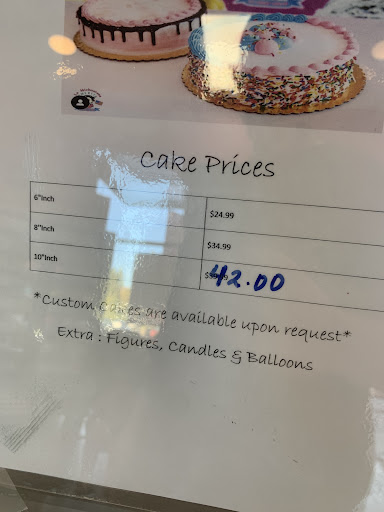 Cake Prices
6"Inch $24.99
8"Inch $34.99
10"Inch 42.00
*Custom Cakes are available upon request*
Extra : Figures, Candles & Balloons